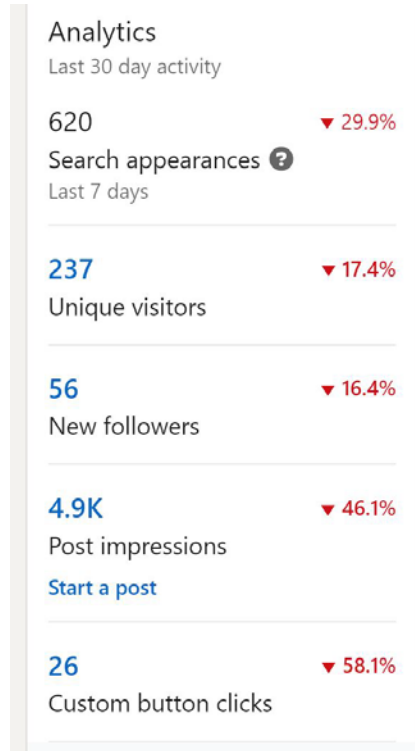 Analytics
Last 30 day activity
620 ▼ 29.9%
Search appearances ?
Last 7 days
237 ▼ 17.4%
Unique visitors
56 ▼ 16.4%
New followers
4.9K ▼ 46.1%
Post impressions
Start a post
26 ▼ 58.1%
Custom button clicks